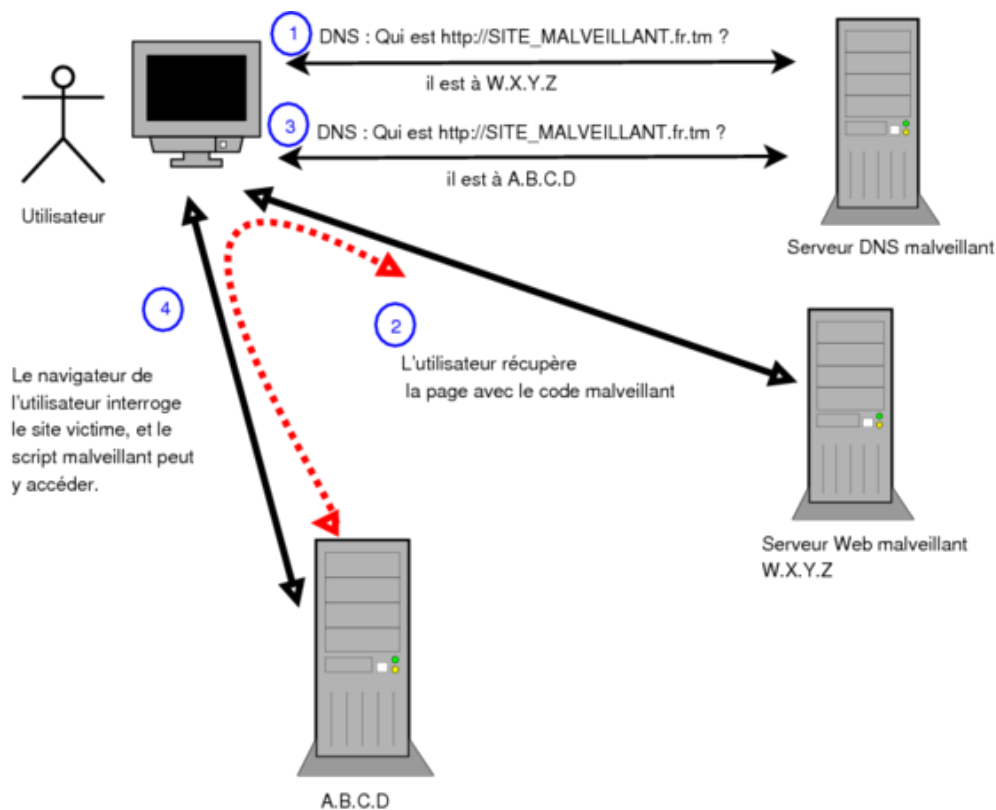 1 DNS : Qui est http://SITE_MALVEILLANT.fr.tm ?
il est à W.X.Y.Z
3 DNS : Qui est http://SITE_MALVEILLANT.fr.tm ?
il est à A.B.C.D
Utilisateur
Serveur DNS malveillant
4
2
Le navigateur de
l'utilisateur interroge
le site victime, et le
script malveillant peut
y accéder.
L'utilisateur récupère
la page avec le code malveillant
Serveur Web malveillant
W.X.Y.Z
A.B.C.D